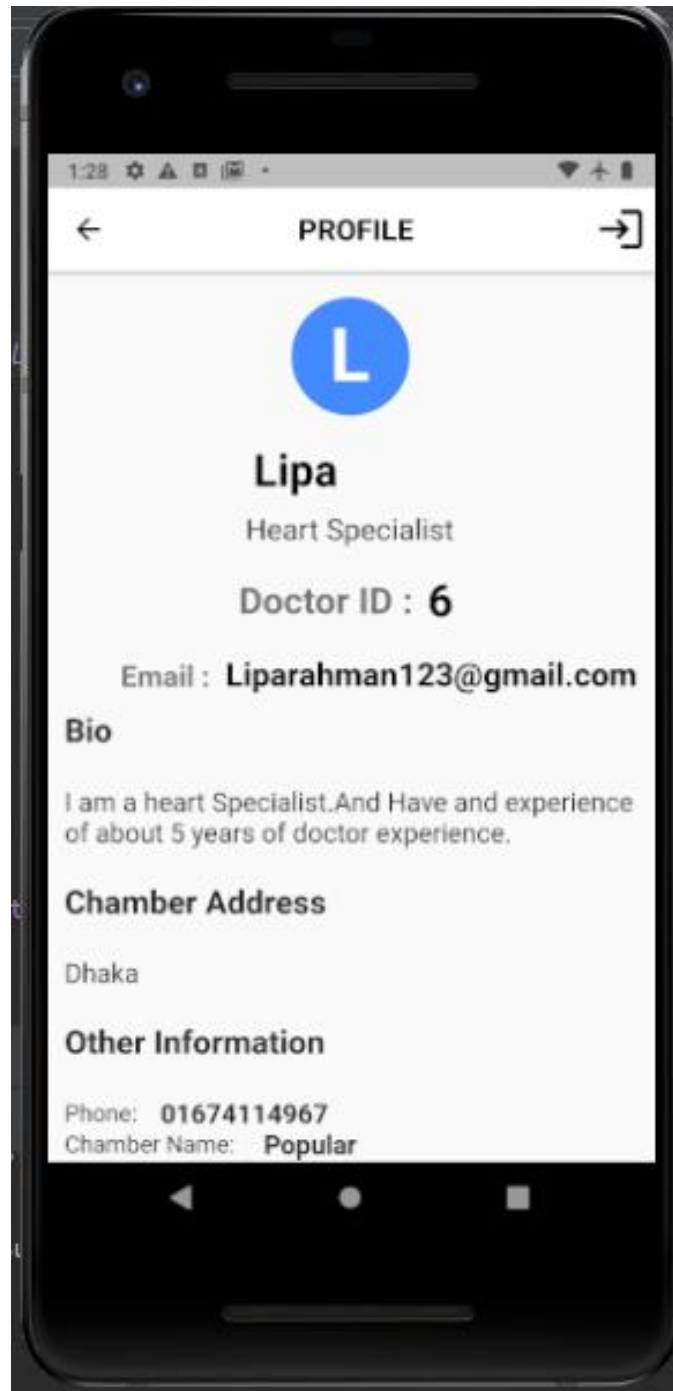 1:28
PROFILE
L
Lipa
Heart Specialist
Doctor ID : 6
Email : Liparahman123@gmail.com
Bio
I am a heart Specialist.And Have and experience
of about 5 years of doctor experience.
Chamber Address
Dhaka
Other Information
Phone: 01674114967
Chamber Name: Popular